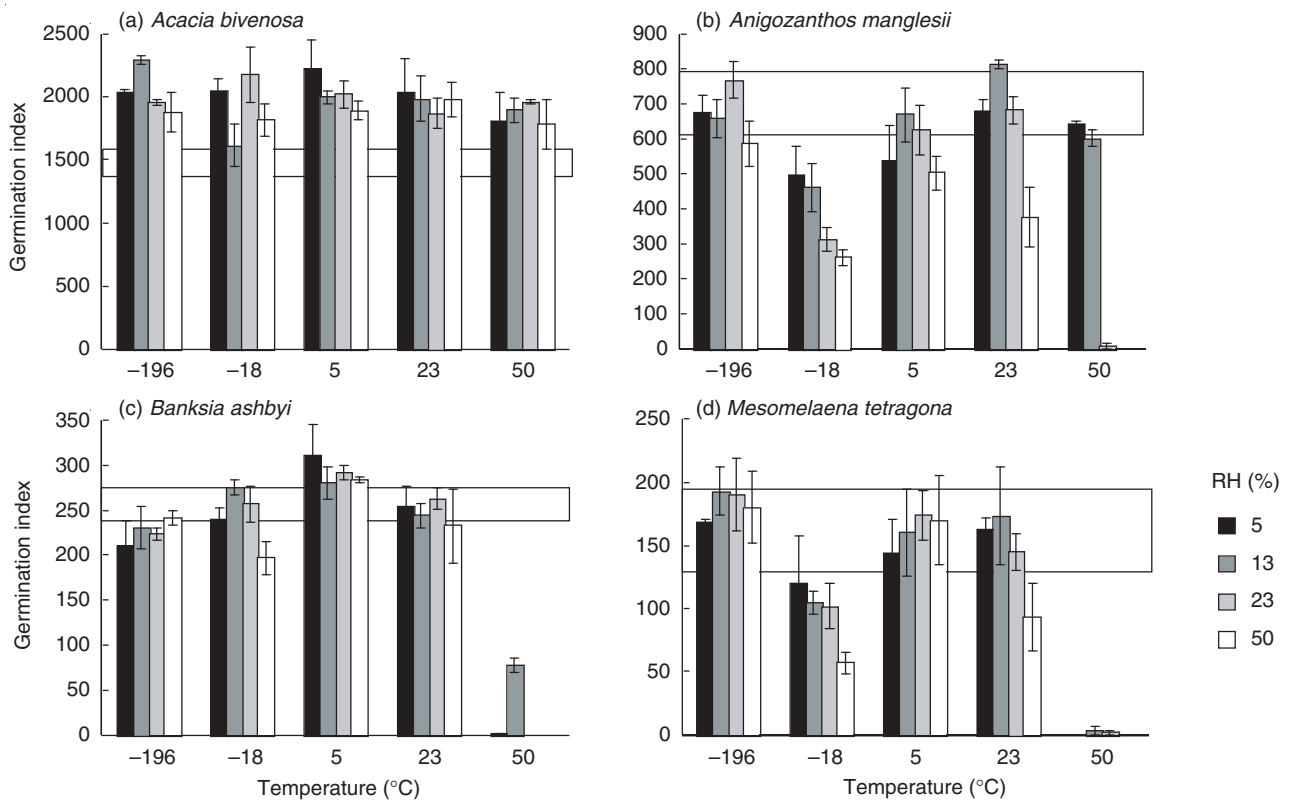 (a) Acacia bivenosa
2500
2000
1500
1000
500
0
Germination index
–196 –18 5 23 50
(b) Anigozanthos manglesii
900
800
700
600
500
400
300
200
100
0
–196 –18 5 23 50
(c) Banksia ashbyi
350
300
250
200
150
100
50
0
Germination index
–196 –18 5 23 50
Temperature (°C)
(d) Mesomelaena tetragona
250
200
150
100
50
0
–196 –18 5 23 50
Temperature (°C)
RH (%)
5
13
23
50